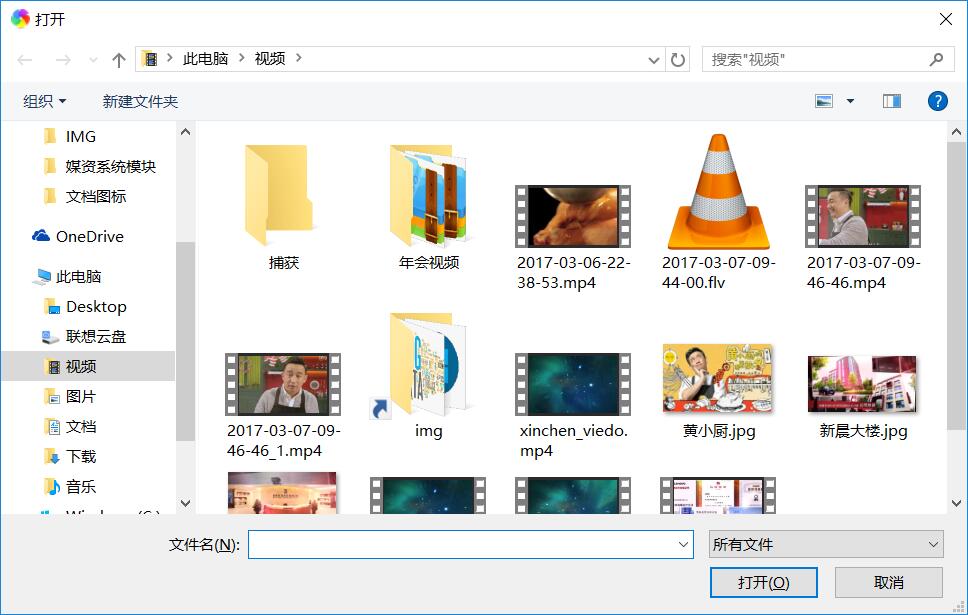 打开
此电脑
视频
搜索"视频"
组织
新建文件夹
IMG
媒资系统模块
文档图标
OneDrive
此电脑
Desktop
联想云盘
视频
图片
文档
下载
音乐
捕获
年会视频
2017-03-06-22-
38-53.mp4
2017-03-07-09-
44-00.flv
2017-03-07-09-
46-46.mp4
2017-03-07-09-
46-46_1.mp4
img
xinchen_viedo.
mp4
黄小厨.jpg
新晨大楼.jpg
文件名(N):
所有文件
打开(O)
取消